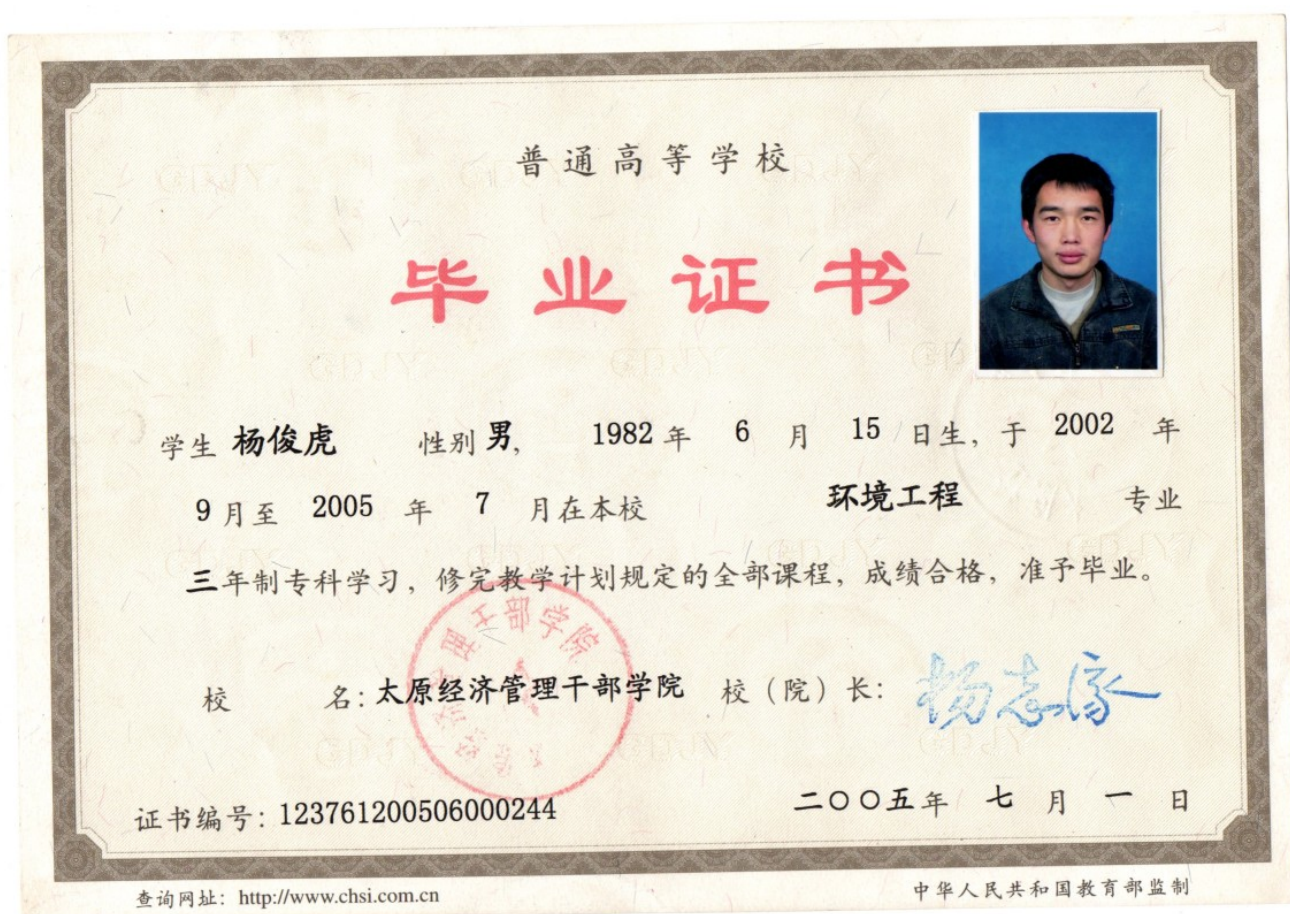 普通高等学校
毕业证书
学生 杨俊虎 性别 男, 1982 年 6 月 15 日生, 于 2002 年
9 月至 2005 年 7 月在本校 环境工程 专业
三年制专科学习, 修完教学计划规定的全部课程, 成绩合格, 准予毕业。
校 名: 太原经济管理干部学院 校(院)长:
证书编号: 123761200506000244 二〇〇五年 七 月 一 日
查询网址: http://www.chsi.com.cn 中华人民共和国教育部监制